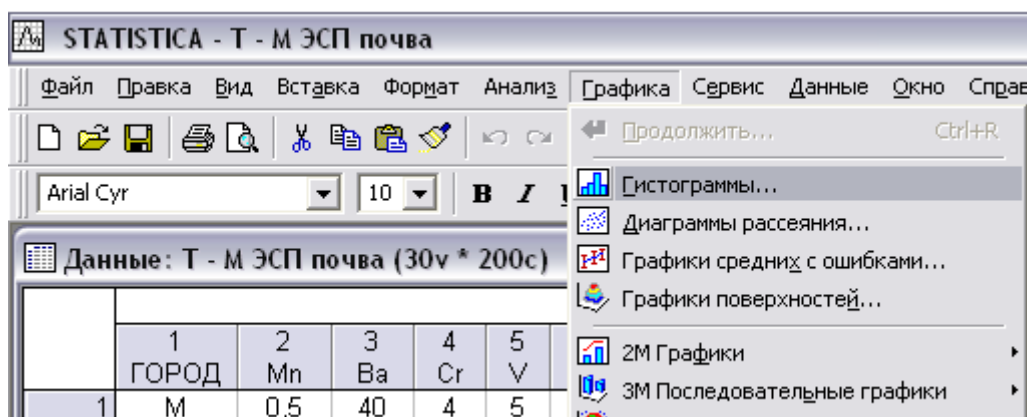 STATISTICA - Т - М ЭСП почва
Файл Правка Вид Вставка Формат Анализ Графика Сервис Данные Окно Справ
Продолжить... Ctrl+R
Arial Cyr 10 B I
Гистограммы...
Диаграммы рассеяния...
Данные: Т - М ЭСП почва (30v * 200c)
Графики средних с ошибками...
Графики поверхностей...
1 2 3 4 5
ГОРОД Mn Ba Cr V
2М Графики
3М Последовательные графики
1 М 0.5 40 4 5